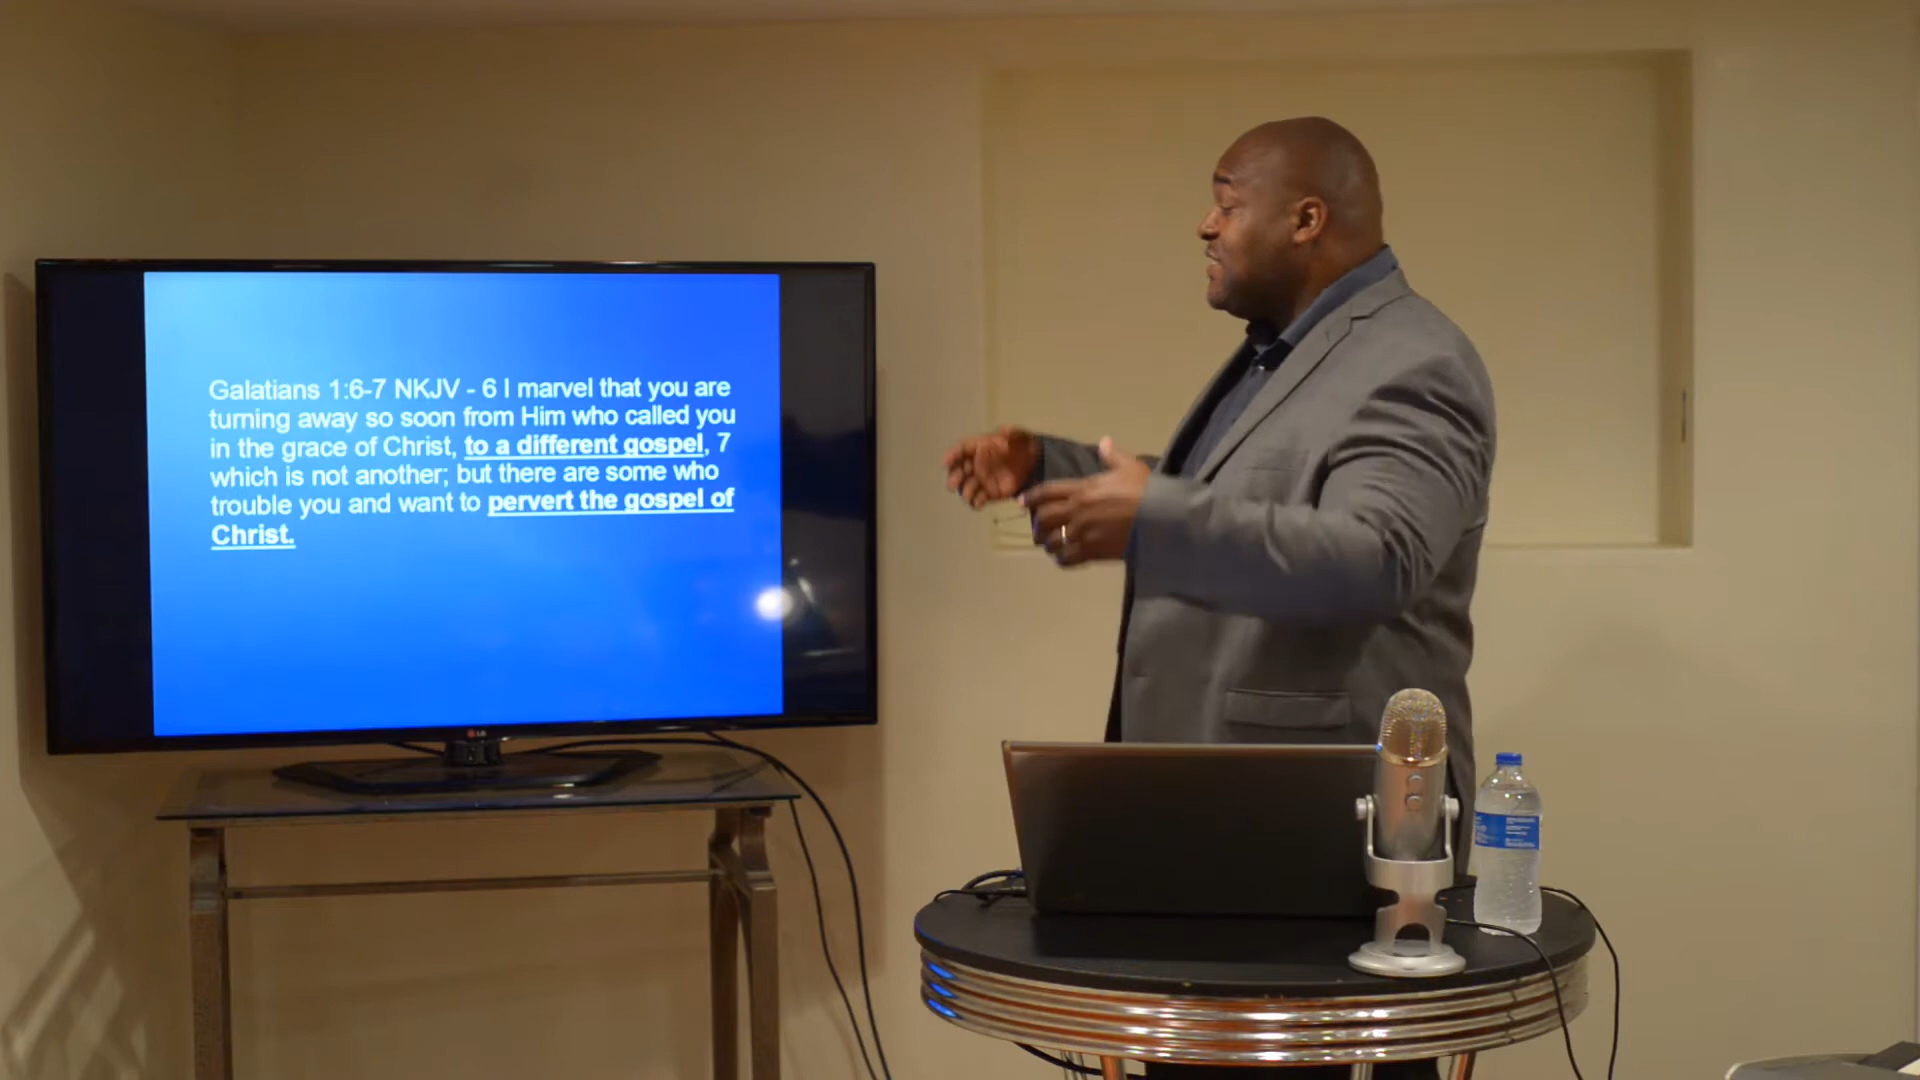 Galatians 1:6-7 NKJV - 6 I marvel that you are
turning away so soon from Him who called you
in the grace of Christ, to a different gospel, 7
which is not another; but there are some who
trouble you and want to pervert the gospel of
Christ.
LG